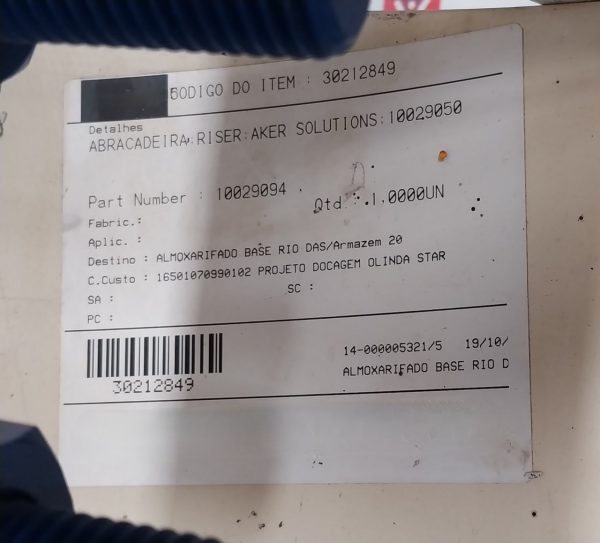 CODIGO DO ITEM : 30212849
Detalhes
ABRACADEIRA:RISER:AKER SOLUTIONS:10029050
Part Number : 10029094
Qtd : 1.0000UN
Fabric.:
Aplic. :
Destino : ALMOXARIFADO BASE RIO DAS/Armazem 20
C.Custo : 16501070990102 PROJETO DOCAGEM OLINDA STAR
SA :
SC :
PC :
14-000005321/5 19/10/
30212849
ALMOXARIFADO BASE RIO D